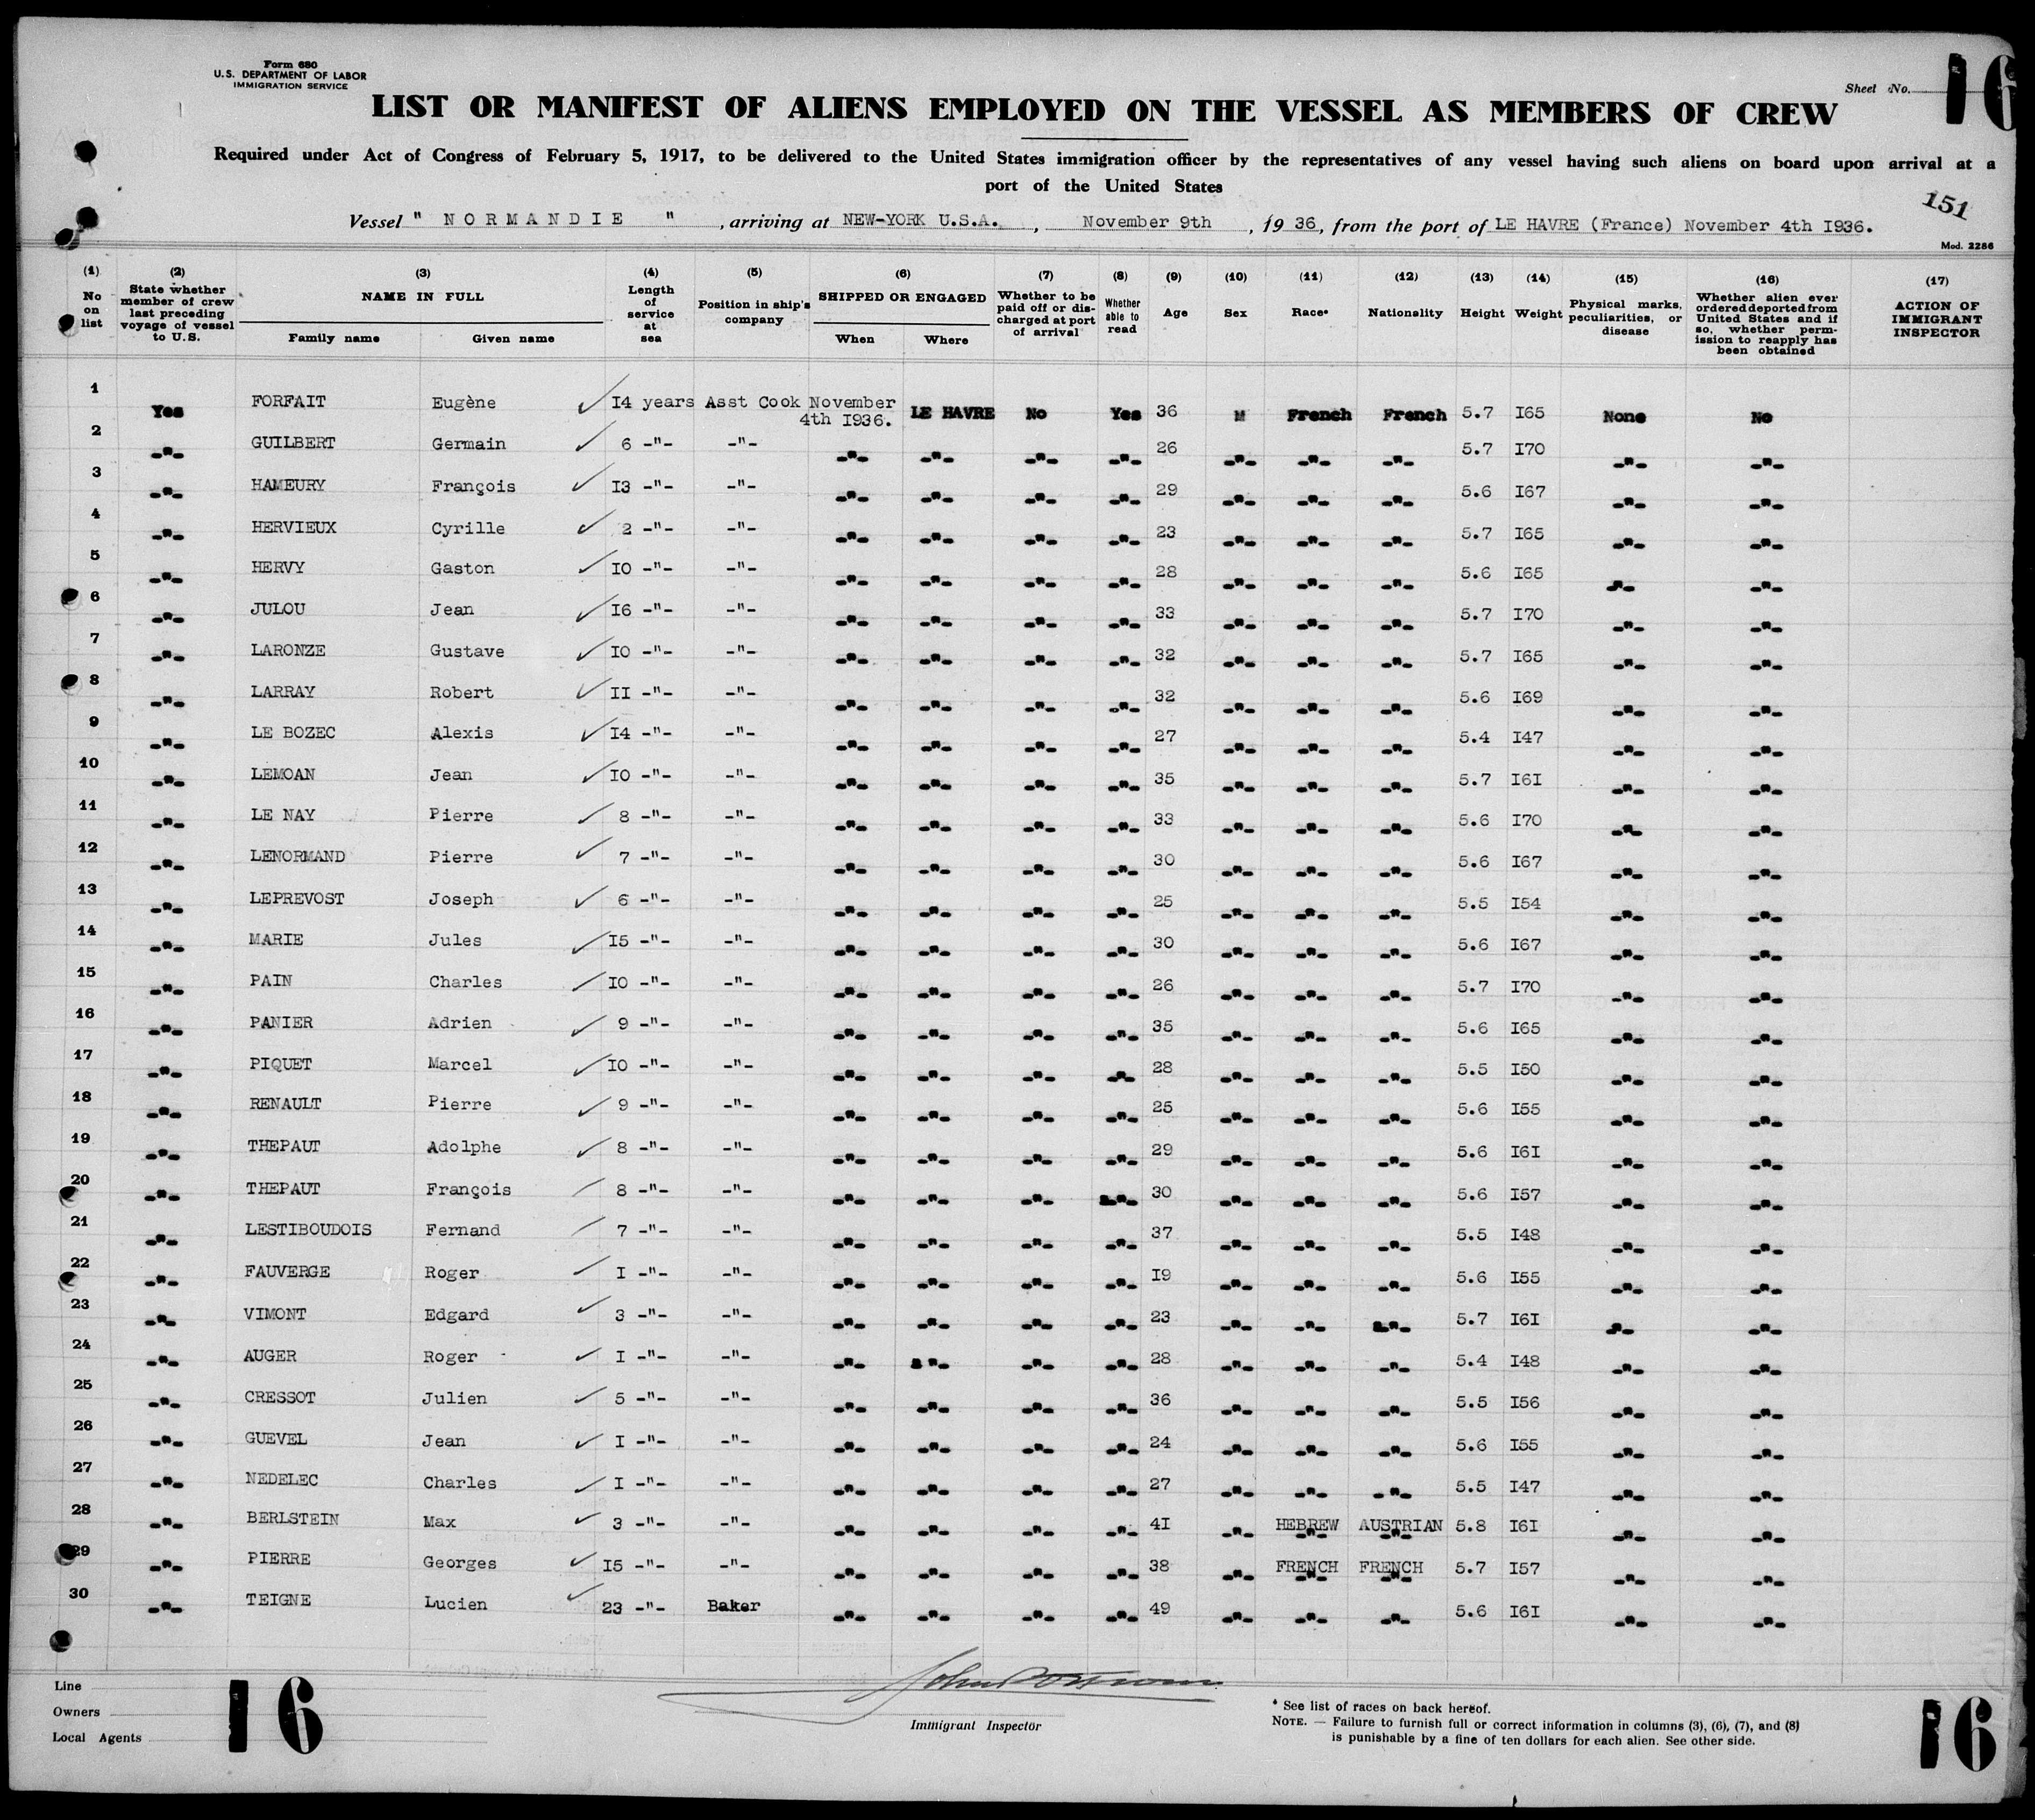 Form 680
U.S. DEPARTMENT OF LABOR
IMMIGRATION SERVICE
Sheet No. 16
LIST OR MANIFEST OF ALIENS EMPLOYED ON THE VESSEL AS MEMBERS OF CREW
Required under Act of Congress of February 5, 1917, to be delivered to the United States immigration officer by the representatives of any vessel having such aliens on board upon arrival at a
port of the United States
151
Vessel " NORMANDIE ", arriving at NEW-YORK U.S.A., November 9th, 1936, from the port of LE HAVRE (France) November 4th I936.
Mod. 2286
(1) No on list (2) State whether member of crew last preceding voyage of vessel to U.S. (3) NAME IN FULL Family name Given name (4) Length of service at sea (5) Position in ship's company (6) SHIPPED OR ENGAGED When Where (7) Whether to be paid off or discharged at port of arrival (8) Whether able to read (9) Age (10) Sex (11) Race* (12) Nationality (13) Height (14) Weight (15) Physical marks, peculiarities, or disease (16) Whether alien ever ordered deported from United States and if so, whether permission to reapply has been obtained (17) ACTION OF IMMIGRANT INSPECTOR
1 Yes FORFAIT Eugène ✓ I4 years Asst Cook November 4th I936. LE HAVRE No Yes 36 M French French 5.7 I65 None No
2 -"- GUILBERT Germain ✓ 6 -"- -"- -"- -"- -"- -"- 26 -"- -"- -"- 5.7 I70 -"- -"-
3 -"- HAMEURY François ✓ I3 -"- -"- -"- -"- -"- -"- 29 -"- -"- -"- 5.6 I67 -"- -"-
4 -"- HERVIEUX Cyrille ✓ 2 -"- -"- -"- -"- -"- -"- 23 -"- -"- -"- 5.7 I65 -"- -"-
5 -"- HERVY Gaston ✓ IO -"- -"- -"- -"- -"- -"- 28 -"- -"- -"- 5.6 I65 -"- -"-
6 -"- JULOU Jean ✓ I6 -"- -"- -"- -"- -"- -"- 33 -"- -"- -"- 5.7 I70 -"- -"-
7 -"- LARONZE Gustave ✓ IO -"- -"- -"- -"- -"- -"- 32 -"- -"- -"- 5.7 I65 -"- -"-
8 -"- LARRAY Robert ✓ II -"- -"- -"- -"- -"- -"- 32 -"- -"- -"- 5.6 I69 -"- -"-
9 -"- LE BOZEC Alexis ✓ I4 -"- -"- -"- -"- -"- -"- 27 -"- -"- -"- 5.4 I47 -"- -"-
10 -"- LEMOAN Jean ✓ IO -"- -"- -"- -"- -"- -"- 35 -"- -"- -"- 5.7 I6I -"- -"-
11 -"- LE NAY Pierre ✓ 8 -"- -"- -"- -"- -"- -"- 33 -"- -"- -"- 5.6 I70 -"- -"-
12 -"- LENORMAND Pierre ✓ 7 -"- -"- -"- -"- -"- -"- 30 -"- -"- -"- 5.6 I67 -"- -"-
13 -"- LEPREVOST Joseph ✓ 6 -"- -"- -"- -"- -"- -"- 25 -"- -"- -"- 5.5 I54 -"- -"-
14 -"- MARIE Jules ✓ I5 -"- -"- -"- -"- -"- -"- 30 -"- -"- -"- 5.6 I67 -"- -"-
15 -"- PAIN Charles ✓ IO -"- -"- -"- -"- -"- -"- 26 -"- -"- -"- 5.7 I70 -"- -"-
16 -"- PANIER Adrien ✓ 9 -"- -"- -"- -"- -"- -"- 35 -"- -"- -"- 5.6 I65 -"- -"-
17 -"- PIQUET Marcel ✓ IO -"- -"- -"- -"- -"- -"- 28 -"- -"- -"- 5.5 I50 -"- -"-
18 -"- RENAULT Pierre ✓ 9 -"- -"- -"- -"- -"- -"- 25 -"- -"- -"- 5.6 I55 -"- -"-
19 -"- THEPAUT Adolphe ✓ 8 -"- -"- -"- -"- -"- -"- 29 -"- -"- -"- 5.6 I6I -"- -"-
20 -"- THEPAUT François ✓ 8 -"- -"- -"- -"- -"- -"- 30 -"- -"- -"- 5.6 I57 -"- -"-
21 -"- LESTIBOUDOIS Fernand ✓ 7 -"- -"- -"- -"- -"- -"- 37 -"- -"- -"- 5.5 I48 -"- -"-
22 -"- FAUVERGE Roger ✓ I -"- -"- -"- -"- -"- -"- I9 -"- -"- -"- 5.6 I55 -"- -"-
23 -"- VIMONT Edgard ✓ 3 -"- -"- -"- -"- -"- -"- 23 -"- -"- -"- 5.7 I6I -"- -"-
24 -"- AUGER Roger ✓ I -"- -"- -"- -"- -"- -"- 28 -"- -"- -"- 5.4 I48 -"- -"-
25 -"- CRESSOT Julien ✓ 5 -"- -"- -"- -"- -"- -"- 36 -"- -"- -"- 5.5 I56 -"- -"-
26 -"- GUEVEL Jean ✓ I -"- -"- -"- -"- -"- -"- 24 -"- -"- -"- 5.6 I55 -"- -"-
27 -"- NEDELEC Charles ✓ I -"- -"- -"- -"- -"- -"- 27 -"- -"- -"- 5.5 I47 -"- -"-
28 -"- BERLSTEIN Max ✓ 3 -"- -"- -"- -"- -"- -"- 4I -"- HEBREW AUSTRIAN 5.8 I6I -"- -"-
29 -"- PIERRE Georges ✓ I5 -"- -"- -"- -"- -"- -"- 38 -"- FRENCH FRENCH 5.7 I57 -"- -"-
30 -"- TEIGNE Lucien ✓ 23 -"- Baker -"- -"- -"- -"- 49 -"- -"- -"- 5.6 I6I -"- -"-
Line
Owners
Local Agents
16
John
Immigrant Inspector
* See list of races on back hereof.
NOTE. — Failure to furnish full or correct information in columns (3), (6), (7), and (8)
is punishable by a fine of ten dollars for each alien. See other side.
16